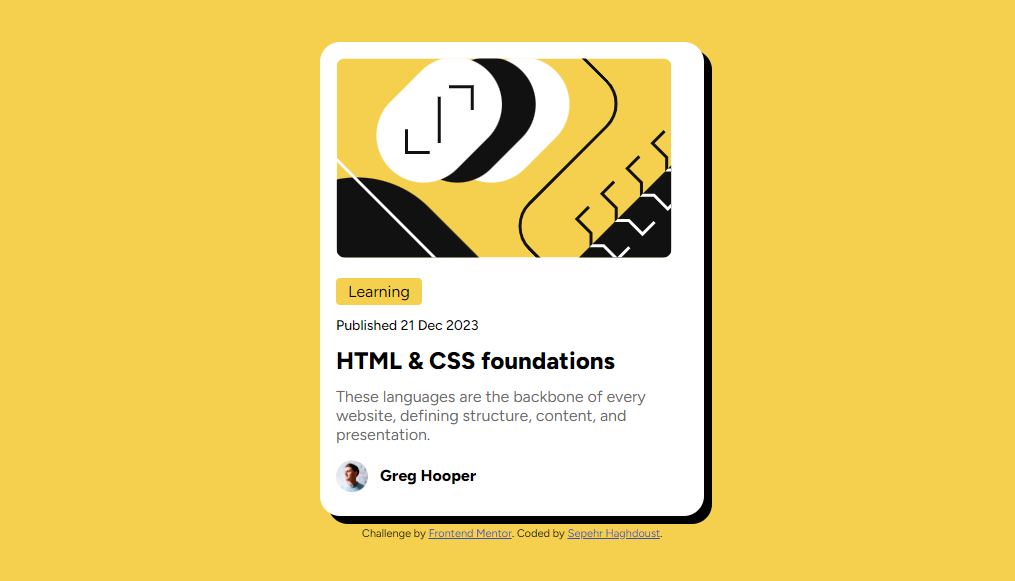 Learning
Published 21 Dec 2023
HTML & CSS foundations
These languages are the backbone of every
website, defining structure, content, and
presentation.
Greg Hooper
Challenge by Frontend Mentor. Coded by Sepehr Haghdoust.